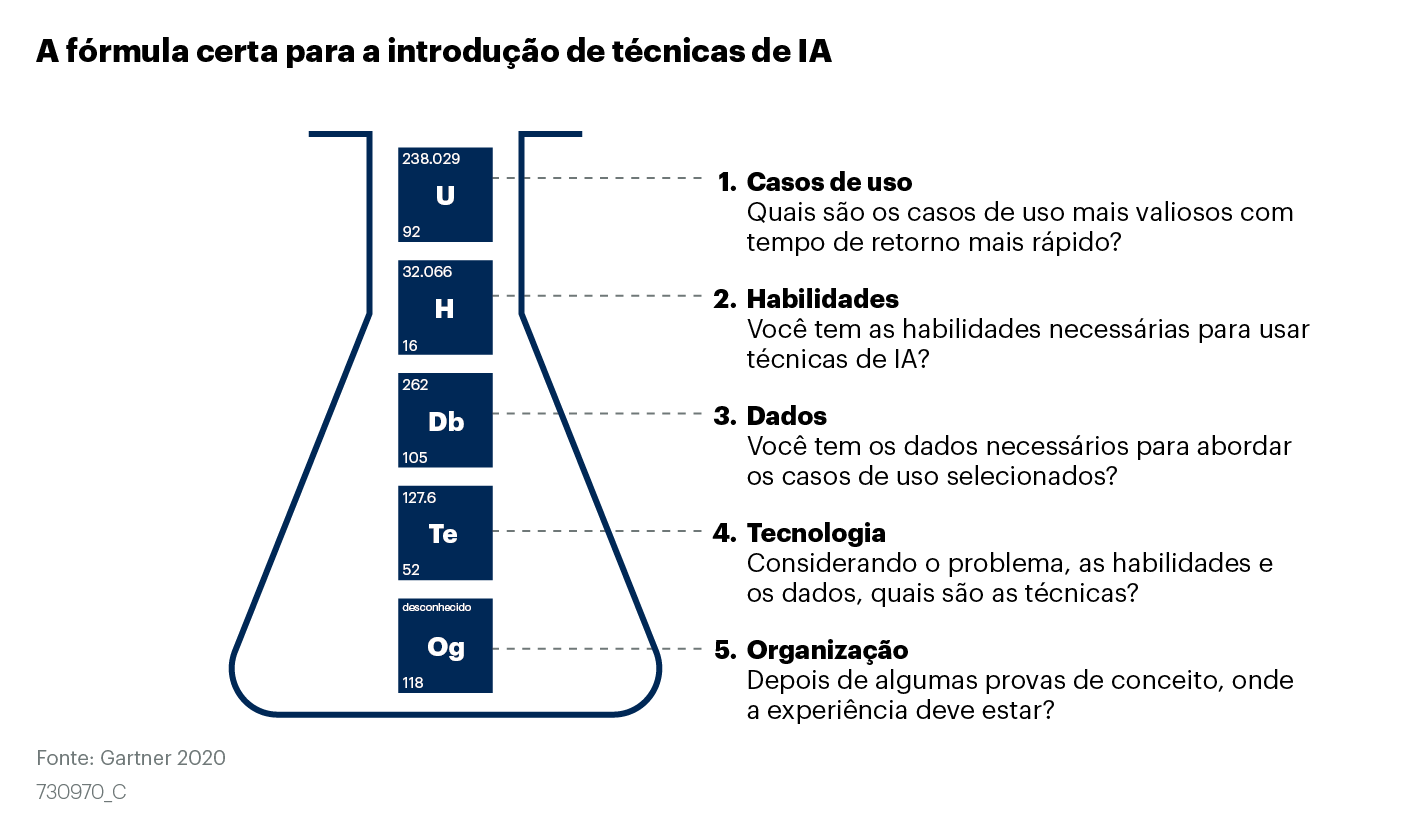 A fórmula certa para a introdução de técnicas de IA
238.029
U
92
1. Casos de uso
Quais são os casos de uso mais valiosos com
tempo de retorno mais rápido?
32.066
H
16
2. Habilidades
Você tem as habilidades necessárias para usar
técnicas de IA?
262
Db
105
3. Dados
Você tem os dados necessários para abordar
os casos de uso selecionados?
127.6
Te
52
4. Tecnologia
Considerando o problema, as habilidades e
os dados, quais são as técnicas?
desconhecido
Og
118
5. Organização
Depois de algumas provas de conceito, onde
a experiência deve estar?
Fonte: Gartner 2020
730970_C